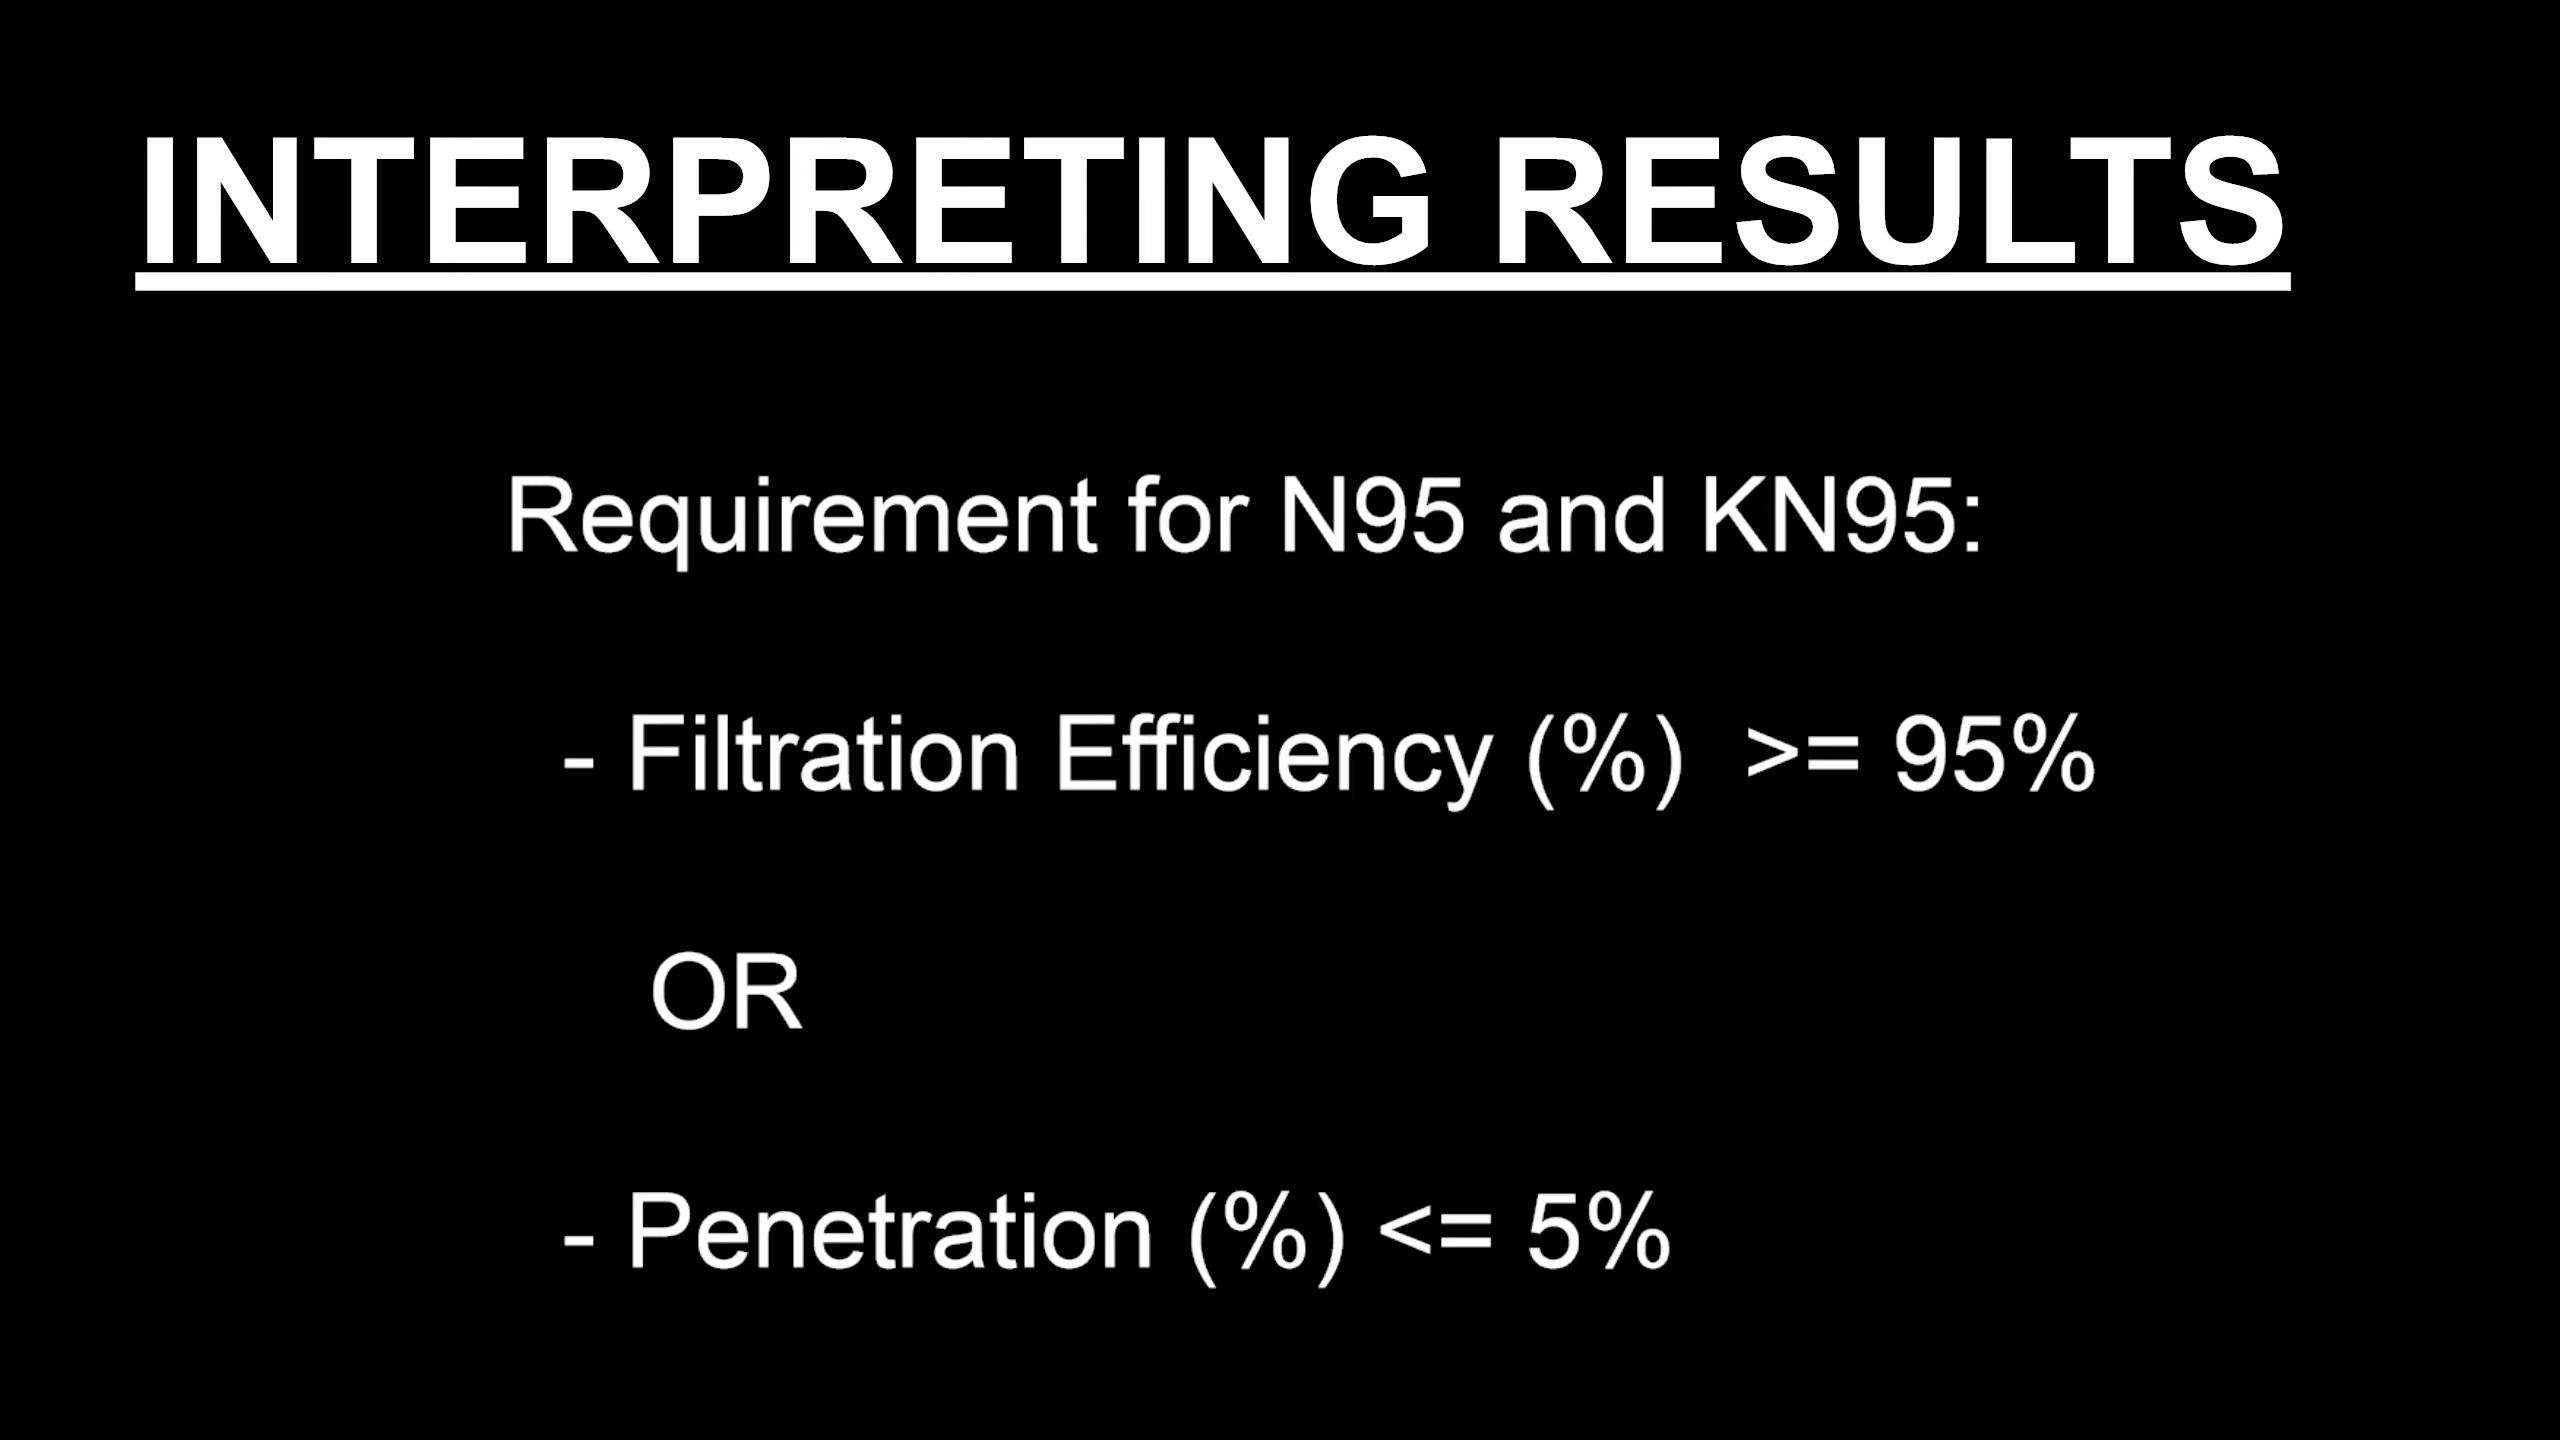 INTERPRETING RESULTS
Requirement for N95 and KN95:
- Filtration Efficiency (%)  >= 95%
OR
- Penetration (%) <= 5%